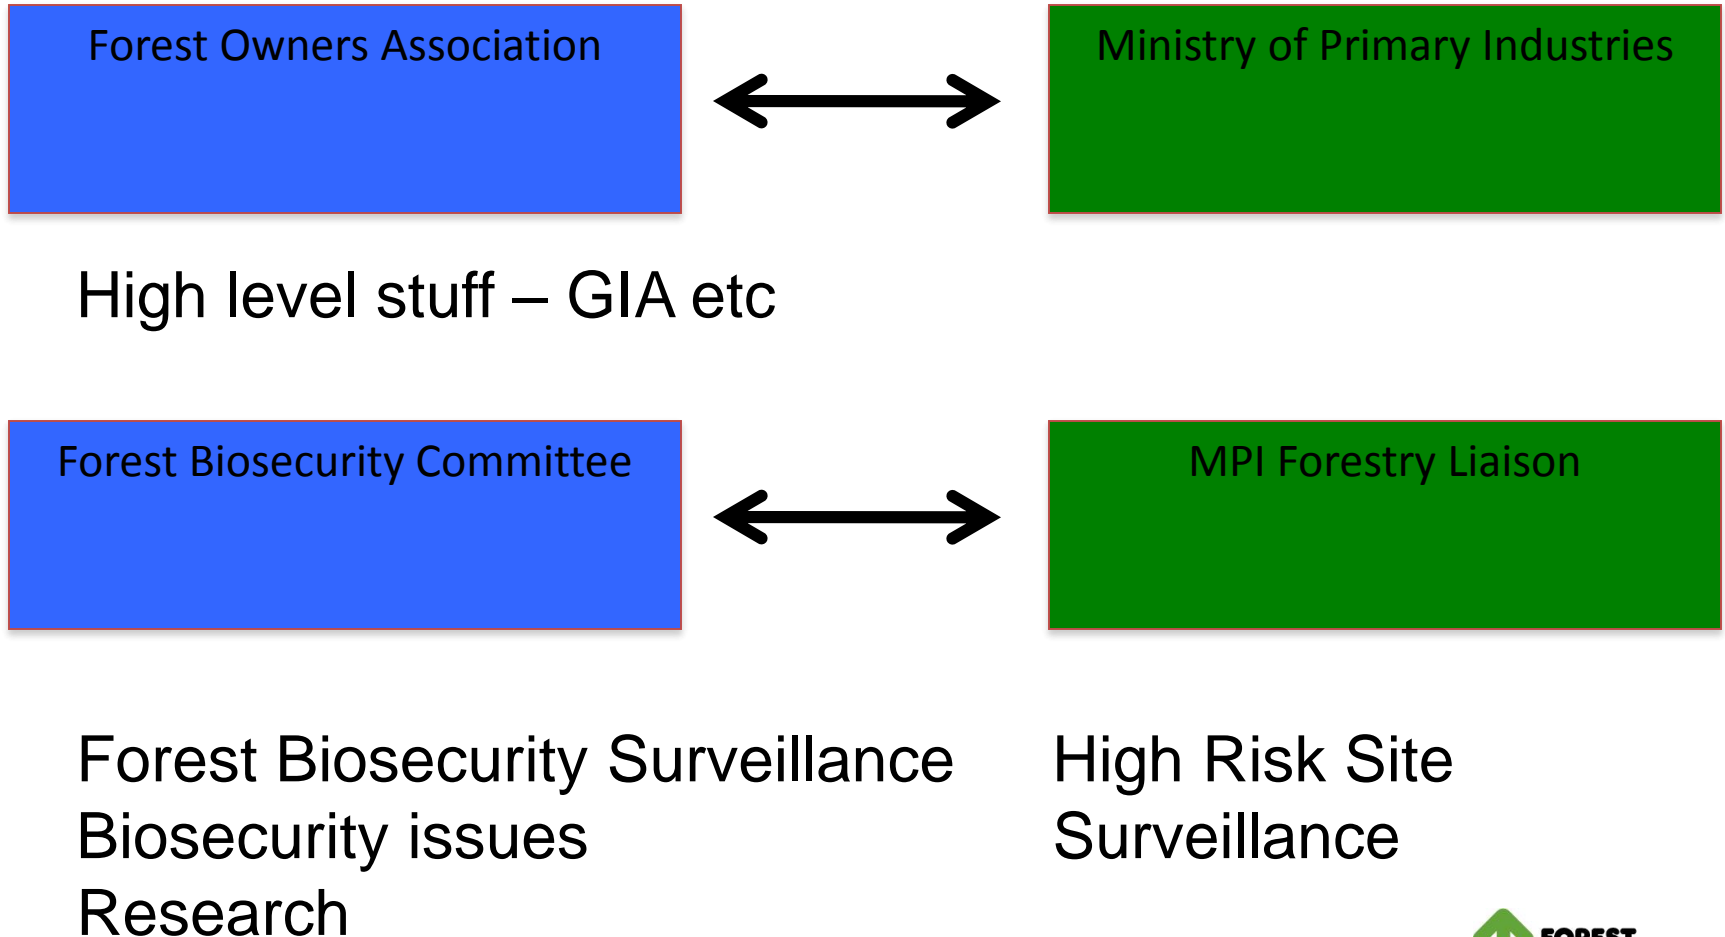 Forest Owners Association
Ministry of Primary Industries
High level stuff – GIA etc
Forest Biosecurity Committee
MPI Forestry Liaison
Forest Biosecurity Surveillance
Biosecurity issues
Research
High Risk Site
Surveillance
FOREST